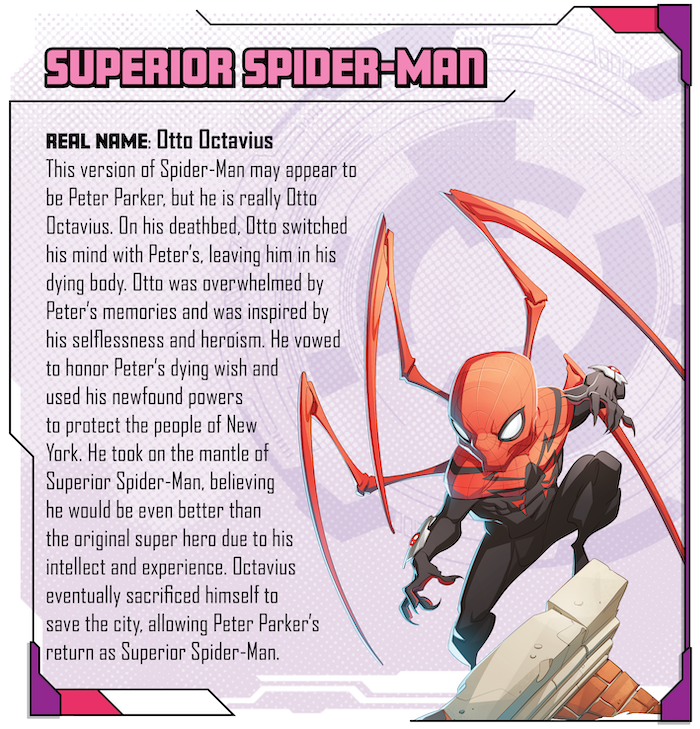 SUPERIOR SPIDER-MAN
REAL NAME: Otto Octavius
This version of Spider-Man may appear to
be Peter Parker, but he is really Otto
Octavius. On his deathbed, Otto switched
his mind with Peter's, leaving him in his
dying body. Otto was overwhelmed by
Peter's memories and was inspired by
his selflessness and heroism. He vowed
to honor Peter's dying wish and
used his newfound powers
to protect the people of New
York. He took on the mantle of
Superior Spider-Man, believing
he would be even better than
the original super hero due to his
intellect and experience. Octavius
eventually sacrificed himself to
save the city, allowing Peter Parker's
return as Superior Spider-Man.